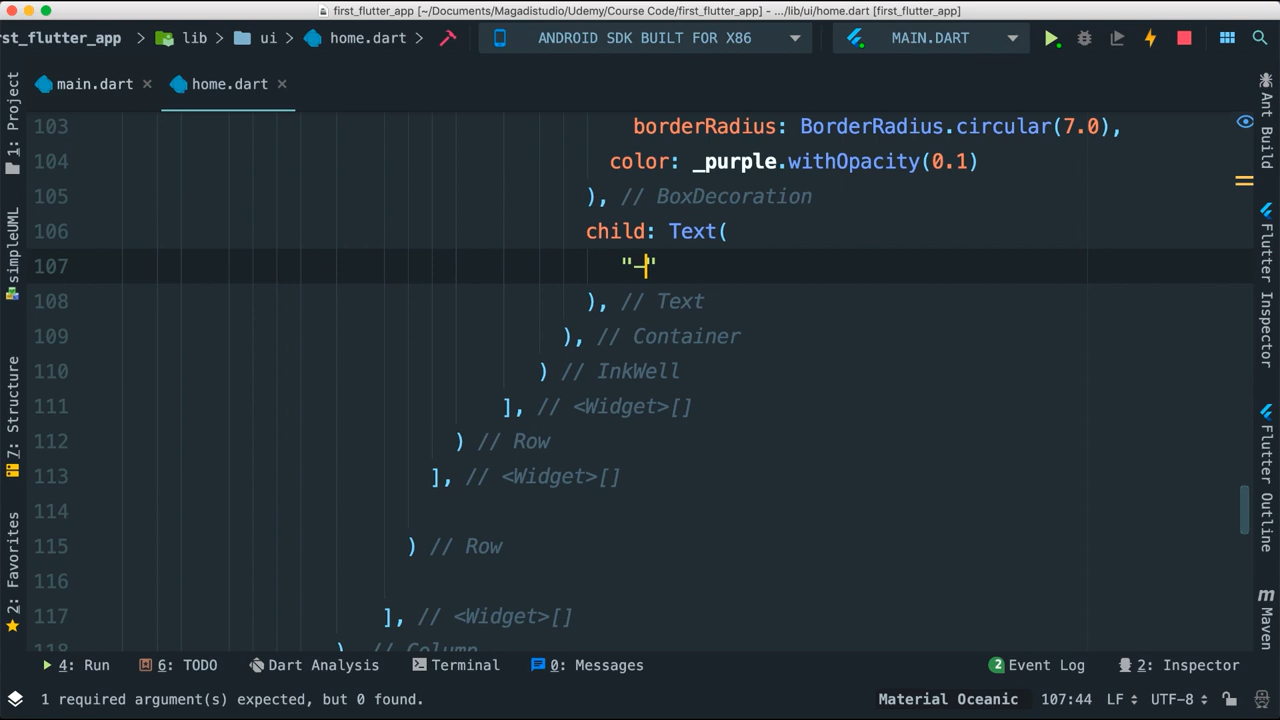 first_flutter_app [~/Documents/Magadistudio/Udemy/Course Code/first_flutter_app] - .../lib/ui/home.dart [first_flutter_app]
rst_flutter_app lib ui home.dart ANDROID SDK BUILT FOR X86 MAIN.DART
main.dart home.dart
1: Project
simpleUML
7: Structure
2: Favorites
103 borderRadius: BorderRadius.circular(7.0),
104 color: _purple.withOpacity(0.1)
105 ), // BoxDecoration
106 child: Text(
107 "–"
108 ), // Text
109 ), // Container
110 ) // InkWell
111 ], // <Widget>[]
112 ) // Row
113 ], // <Widget>[]
114
115 ) // Row
116
117 ], // <Widget>[]
118 ) // Column
Ant Build
Flutter Inspector
Flutter Outline
Maven
4: Run 6: TODO Dart Analysis Terminal 0: Messages 2 Event Log 2: Inspector
1 required argument(s) expected, but 0 found. Material Oceanic 107:44 LF UTF-8